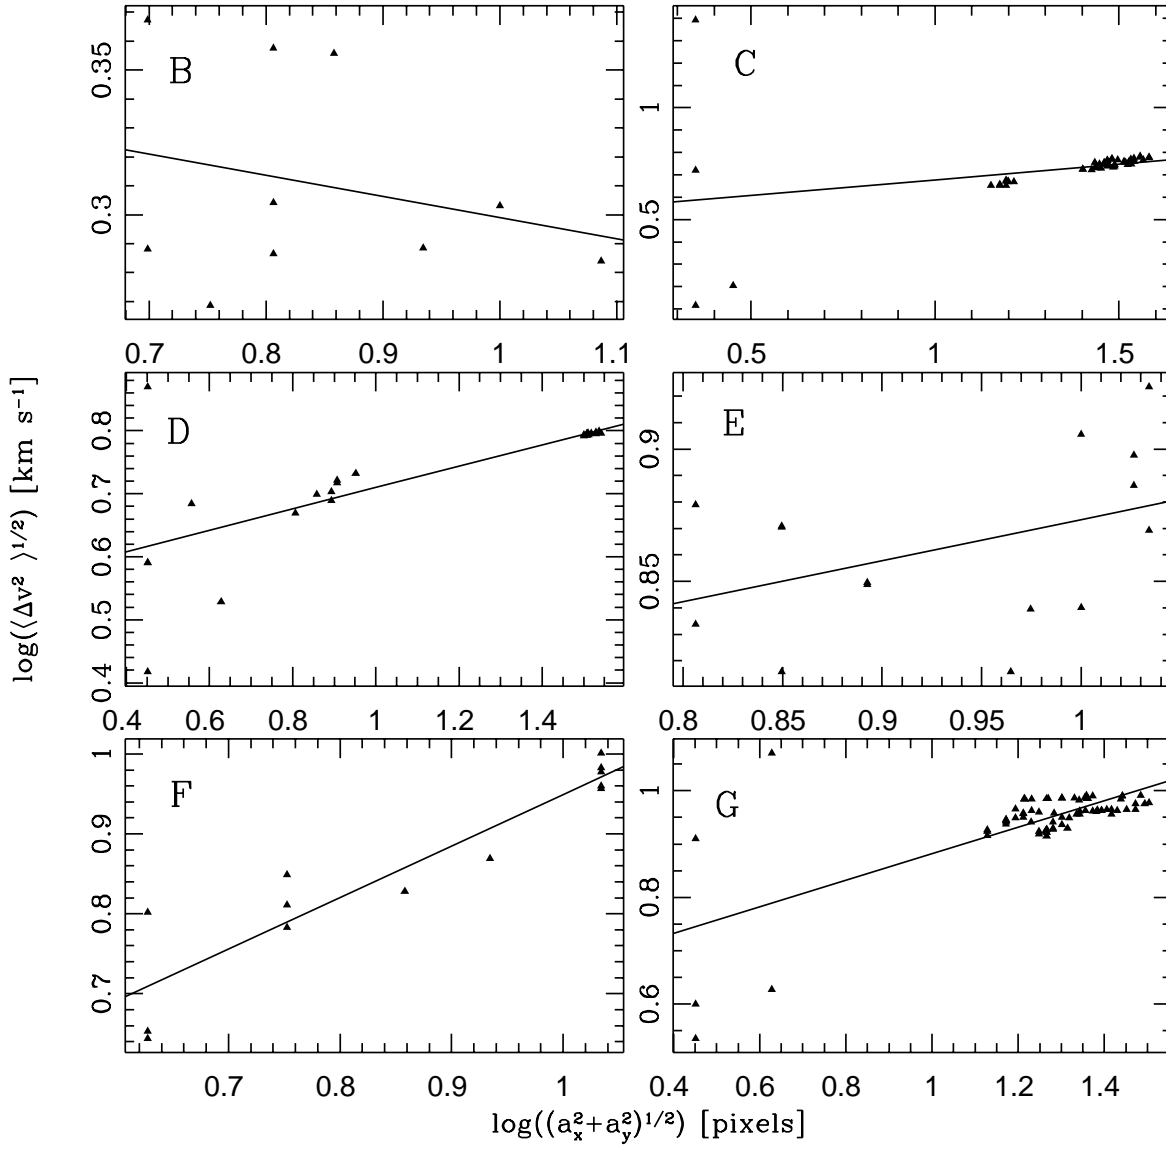 B
0.35
0.3
0.7 0.8 0.9 1 1.1
C
1
0.5
0.5 1 1.5
D
0.8
0.7
0.6
0.5
0.4
0.4 0.6 0.8 1 1.2 1.4
E
0.9
0.85
0.8 0.85 0.9 0.95 1
F
1
0.9
0.8
0.7
0.7 0.8 0.9 1
G
1
0.8
0.6
0.4 0.6 0.8 1 1.2 1.4
log(⟨Δv² ⟩¹/²) [km s⁻¹]
log((aₓ²+a_y²)¹/²) [pixels]